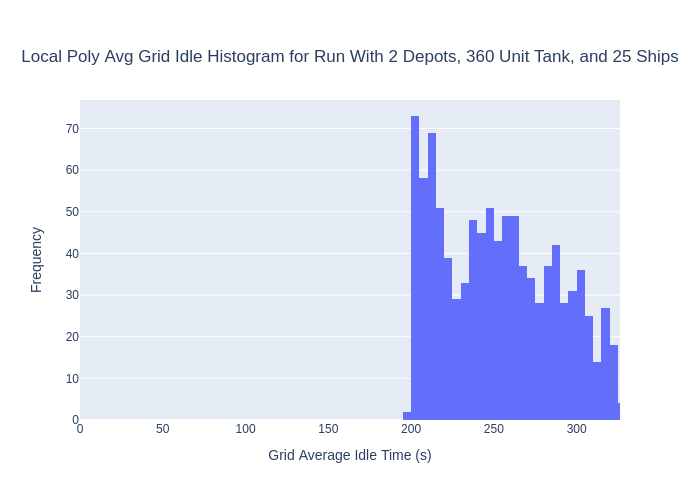 Local Poly Avg Grid Idle Histogram for Run With 2 Depots, 360 Unit Tank, and 25 Ships
Frequency
70
60
50
40
30
20
10
0
0 50 100 150 200 250 300
Grid Average Idle Time (s)